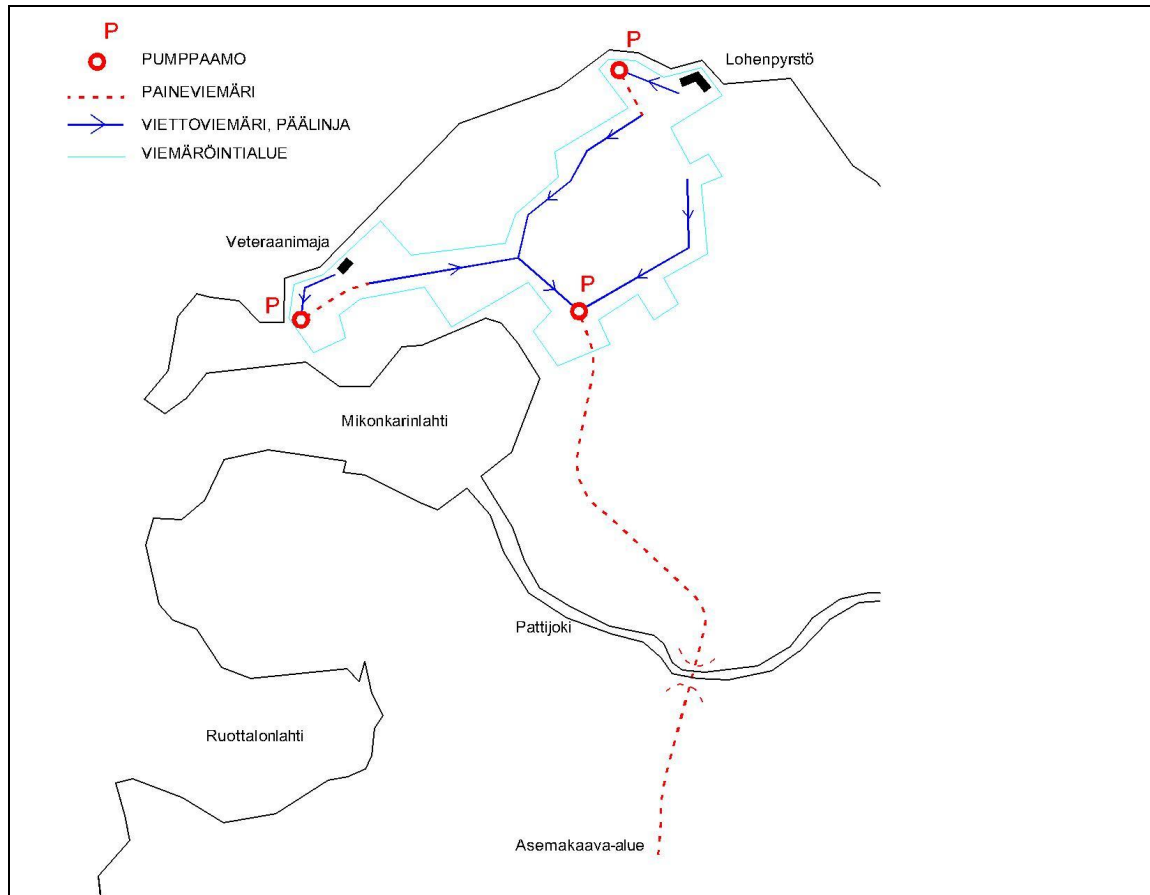 P
PUMPPAAMO
PAINEVIEMÄRI
VIETTOVIEMÄRI, PÄÄLINJA
VIEMÄRÖINTIALUE
P
Lohenpyrstö
Veteraanimaja
P
P
Mikonkarinlahti
Pattijoki
Ruottalonlahti
Asemakaava-alue